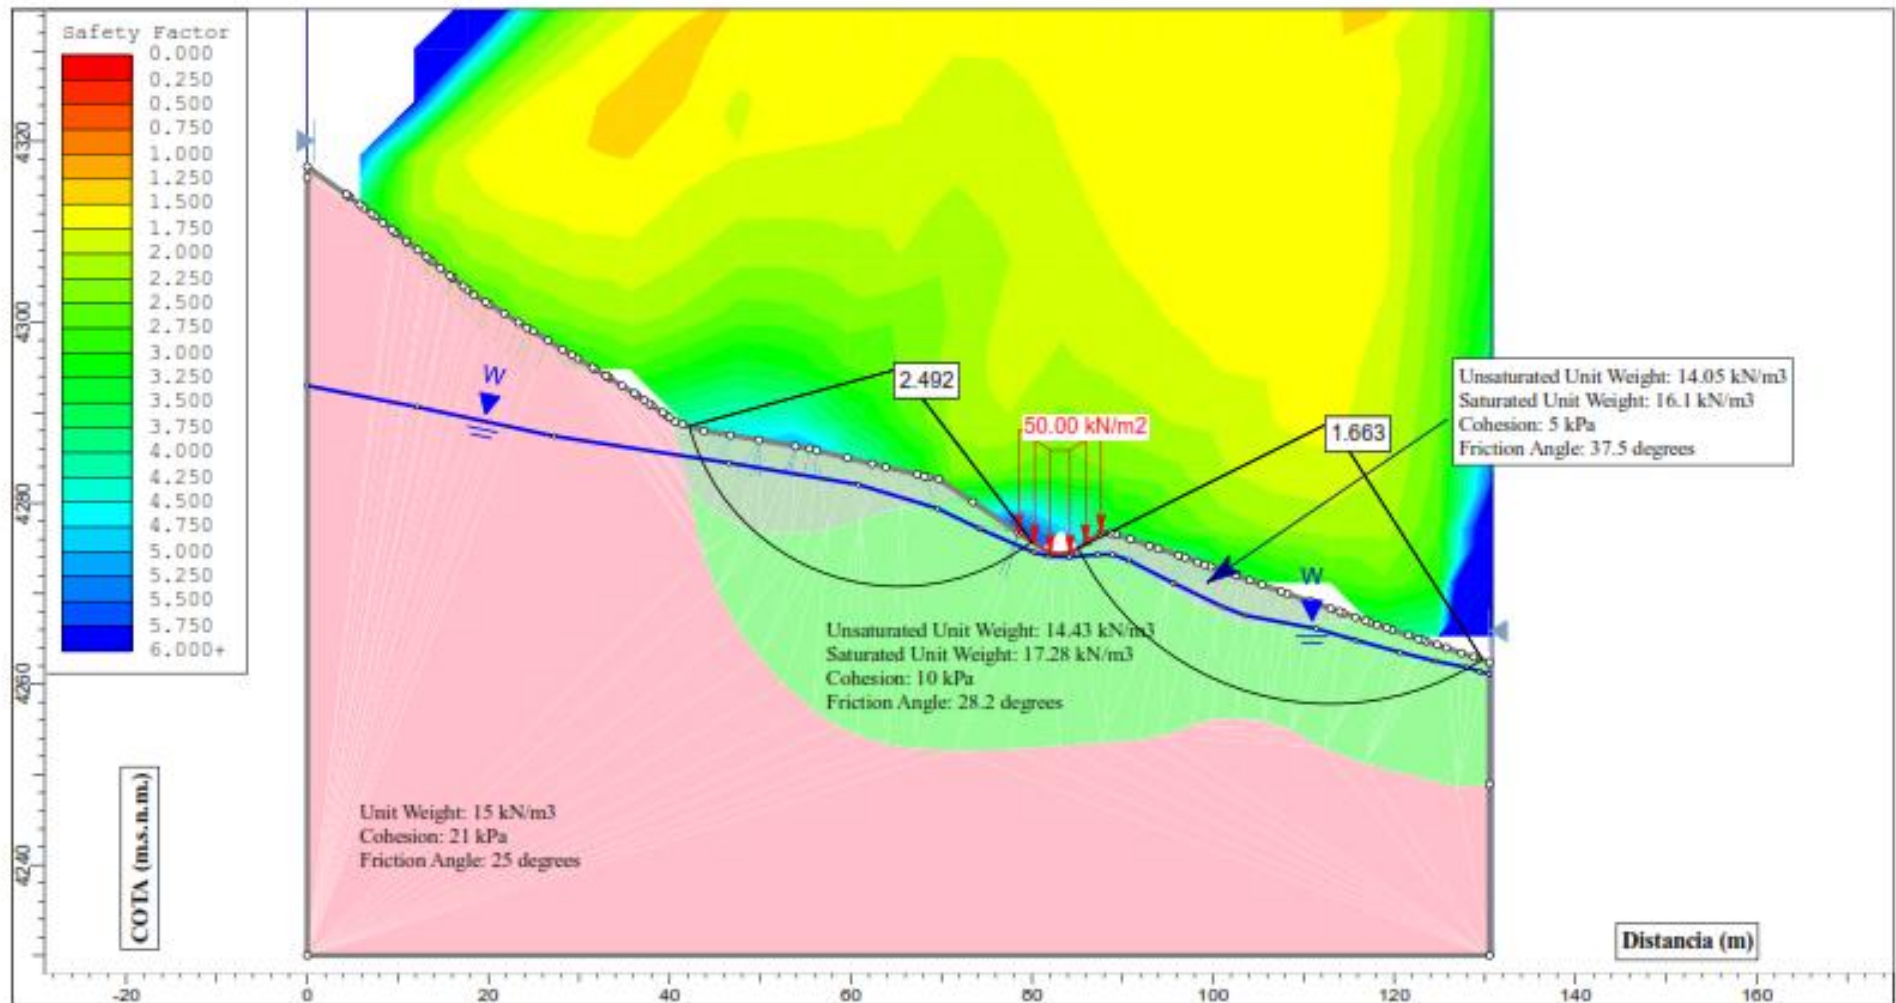 Safety Factor
0.000
0.250
0.500
0.750
1.000
1.250
1.500
1.750
2.000
2.250
2.500
2.750
3.000
3.250
3.500
3.750
4.000
4.250
4.500
4.750
5.000
5.250
5.500
5.750
6.000+
4320
4300
4280
4260
4240
COTA (m.s.n.m.)
W
2.492
50.00 kN/m2
1.663
Unsaturated Unit Weight: 14.05 kN/m3
Saturated Unit Weight: 16.1 kN/m3
Cohesion: 5 kPa
Friction Angle: 37.5 degrees
W
Unsaturated Unit Weight: 14.43 kN/m3
Saturated Unit Weight: 17.28 kN/m3
Cohesion: 10 kPa
Friction Angle: 28.2 degrees
Unit Weight: 15 kN/m3
Cohesion: 21 kPa
Friction Angle: 25 degrees
Distancia (m)
-20 0 20 40 60 80 100 120 140 160